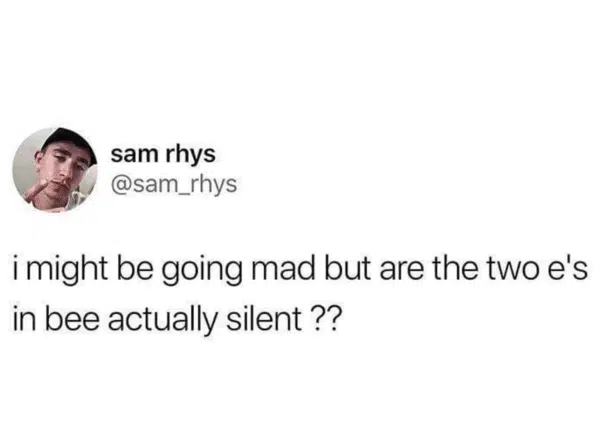 sam rhys
@sam_rhys
i might be going mad but are the two e's
in bee actually silent ??